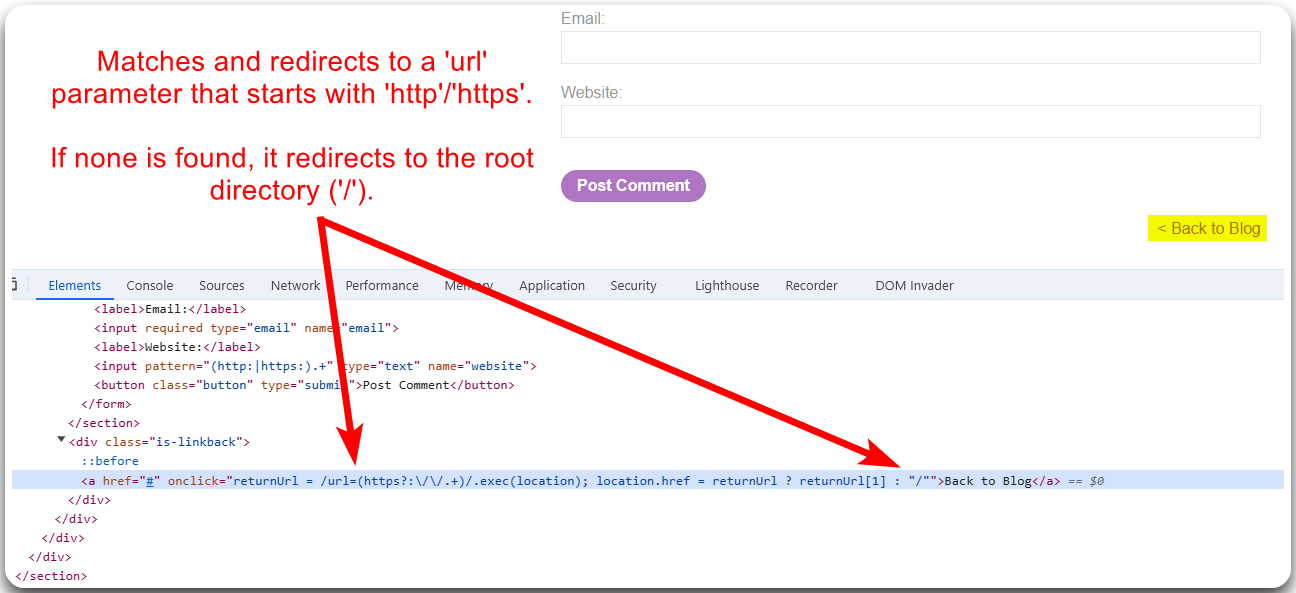 Email:
Matches and redirects to a 'url'
parameter that starts with 'http'/'https'.
Website:
If none is found, it redirects to the root
directory ('/').
Post Comment
< Back to Blog
Elements Console Sources Network Performance Memory Application Security Lighthouse Recorder DOM Invader
<label>Email:</label>
<input required type="email" name="email">
<label>Website:</label>
<input pattern="(http:|https:).+" type="text" name="website">
<button class="button" type="submit">Post Comment</button>
</form>
</section>
<div class="is-linkback">
::before
<a href="#" onclick="returnUrl = /url=(https?:\/\/.+)/.exec(location); location.href = returnUrl ? returnUrl[1] : "/"">Back to Blog</a> == $0
</div>
</div>
</div>
</div>
</section>